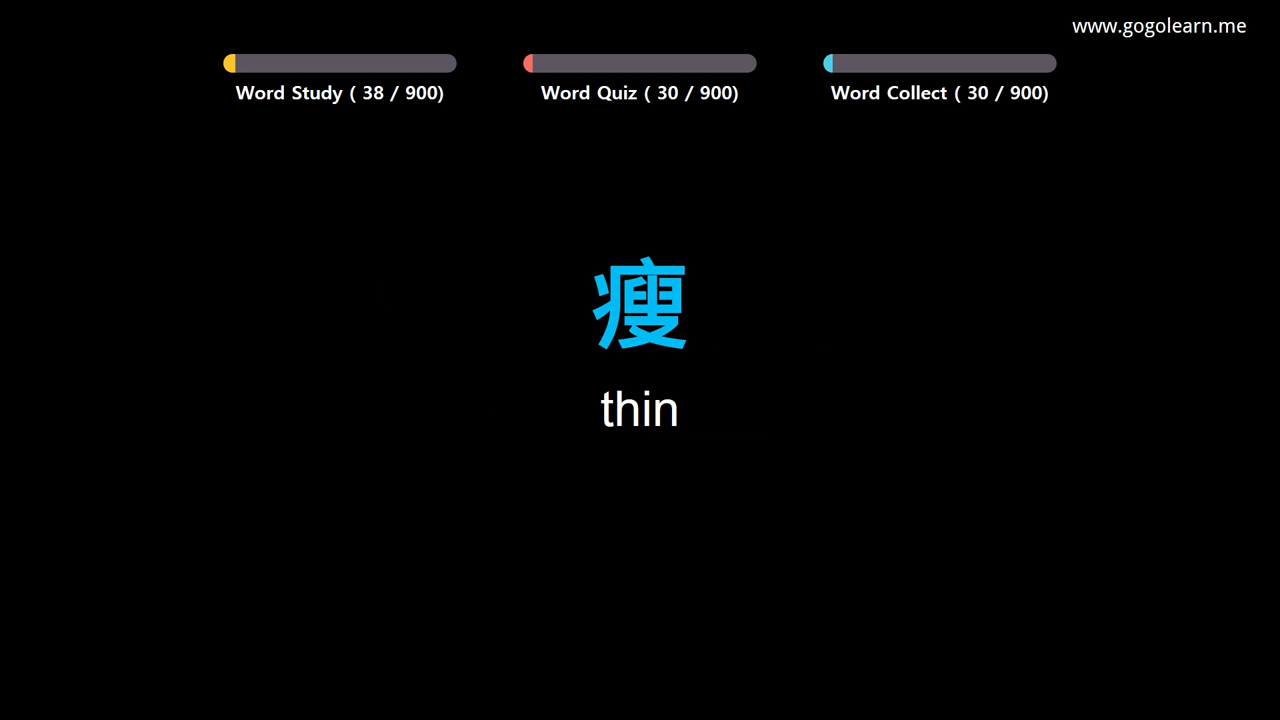 www.gogolearn.me
Word Study ( 38 / 900)
Word Quiz ( 30 / 900)
Word Collect ( 30 / 900)
瘦
thin